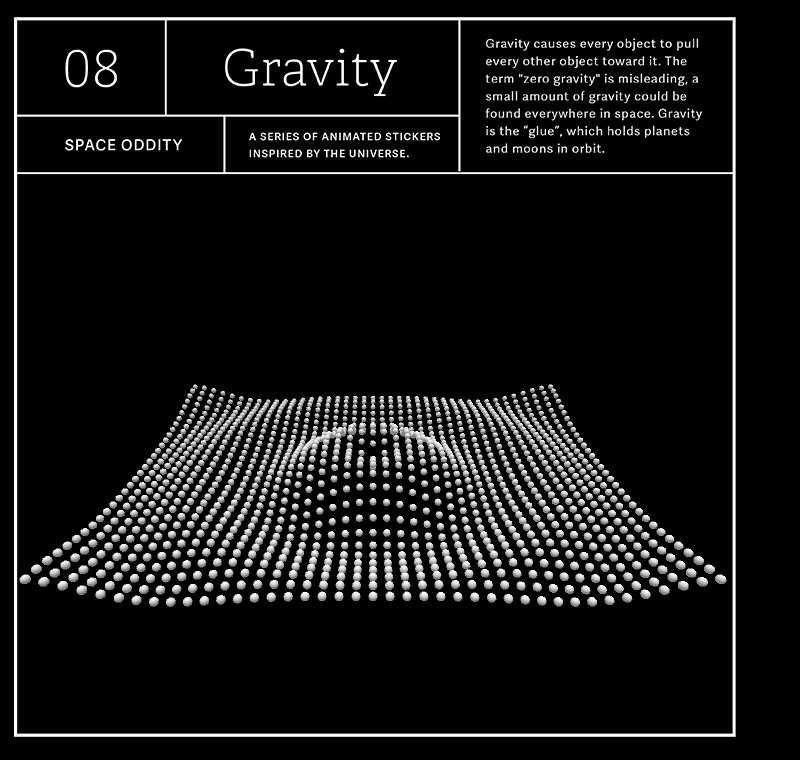 08
Gravity
SPACE ODDITY
A SERIES OF ANIMATED STICKERS
INSPIRED BY THE UNIVERSE.
Gravity causes every object to pull
every other object toward it. The
term "zero gravity" is misleading, a
small amount of gravity could be
found everywhere in space. Gravity
is the “glue”, which holds planets
and moons in orbit.